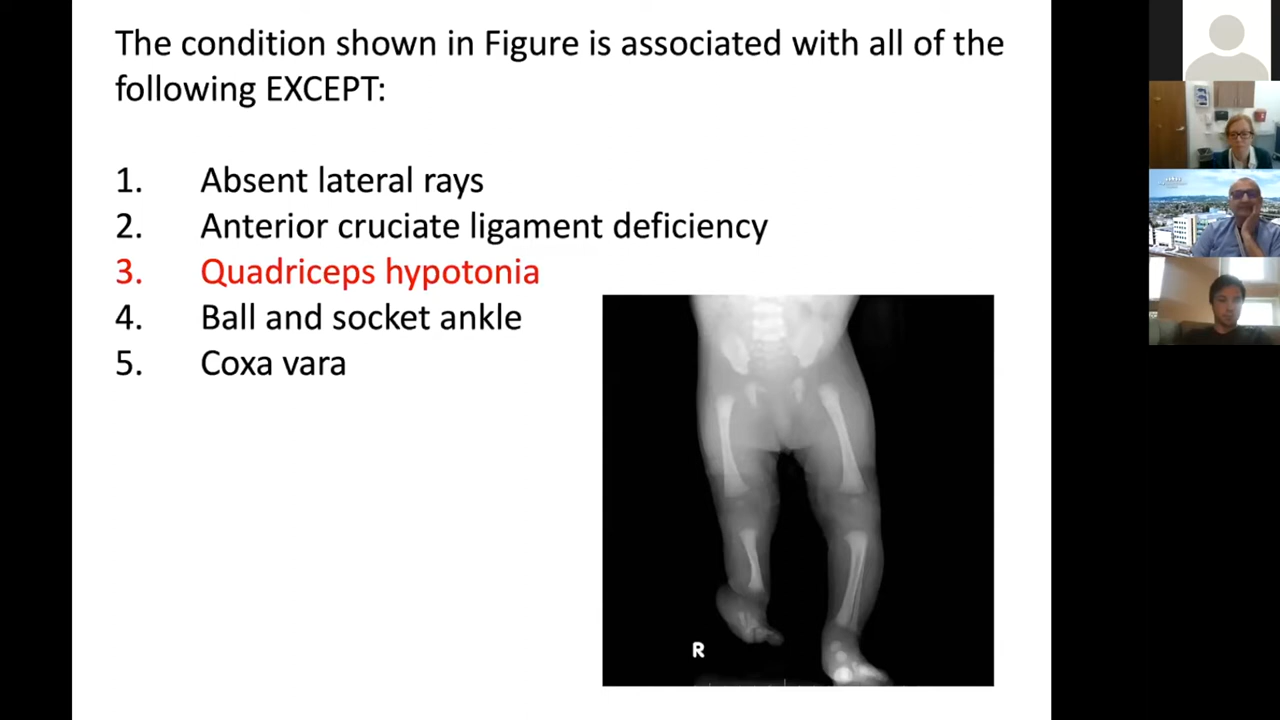 The condition shown in Figure is associated with all of the
following EXCEPT:
1. Absent lateral rays
2. Anterior cruciate ligament deficiency
3. Quadriceps hypotonia
4. Ball and socket ankle
5. Coxa vara
R